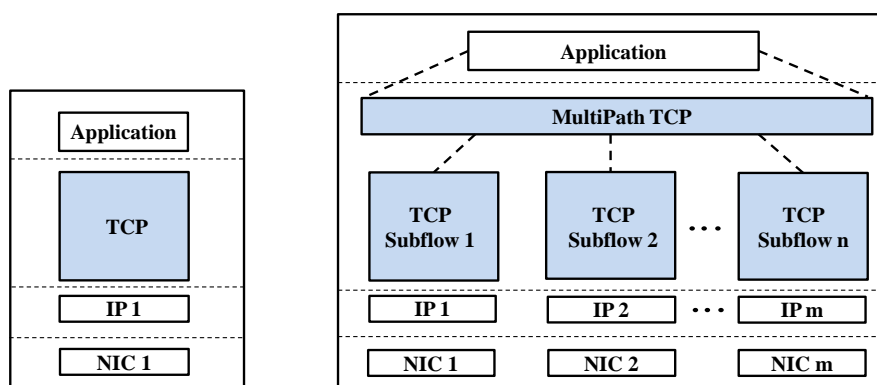 Application
TCP
IP 1
NIC 1
Application
MultiPath TCP
TCP
Subflow 1
TCP
Subflow 2
...
TCP
Subflow n
IP 1
IP 2
...
IP m
NIC 1
NIC 2
NIC m